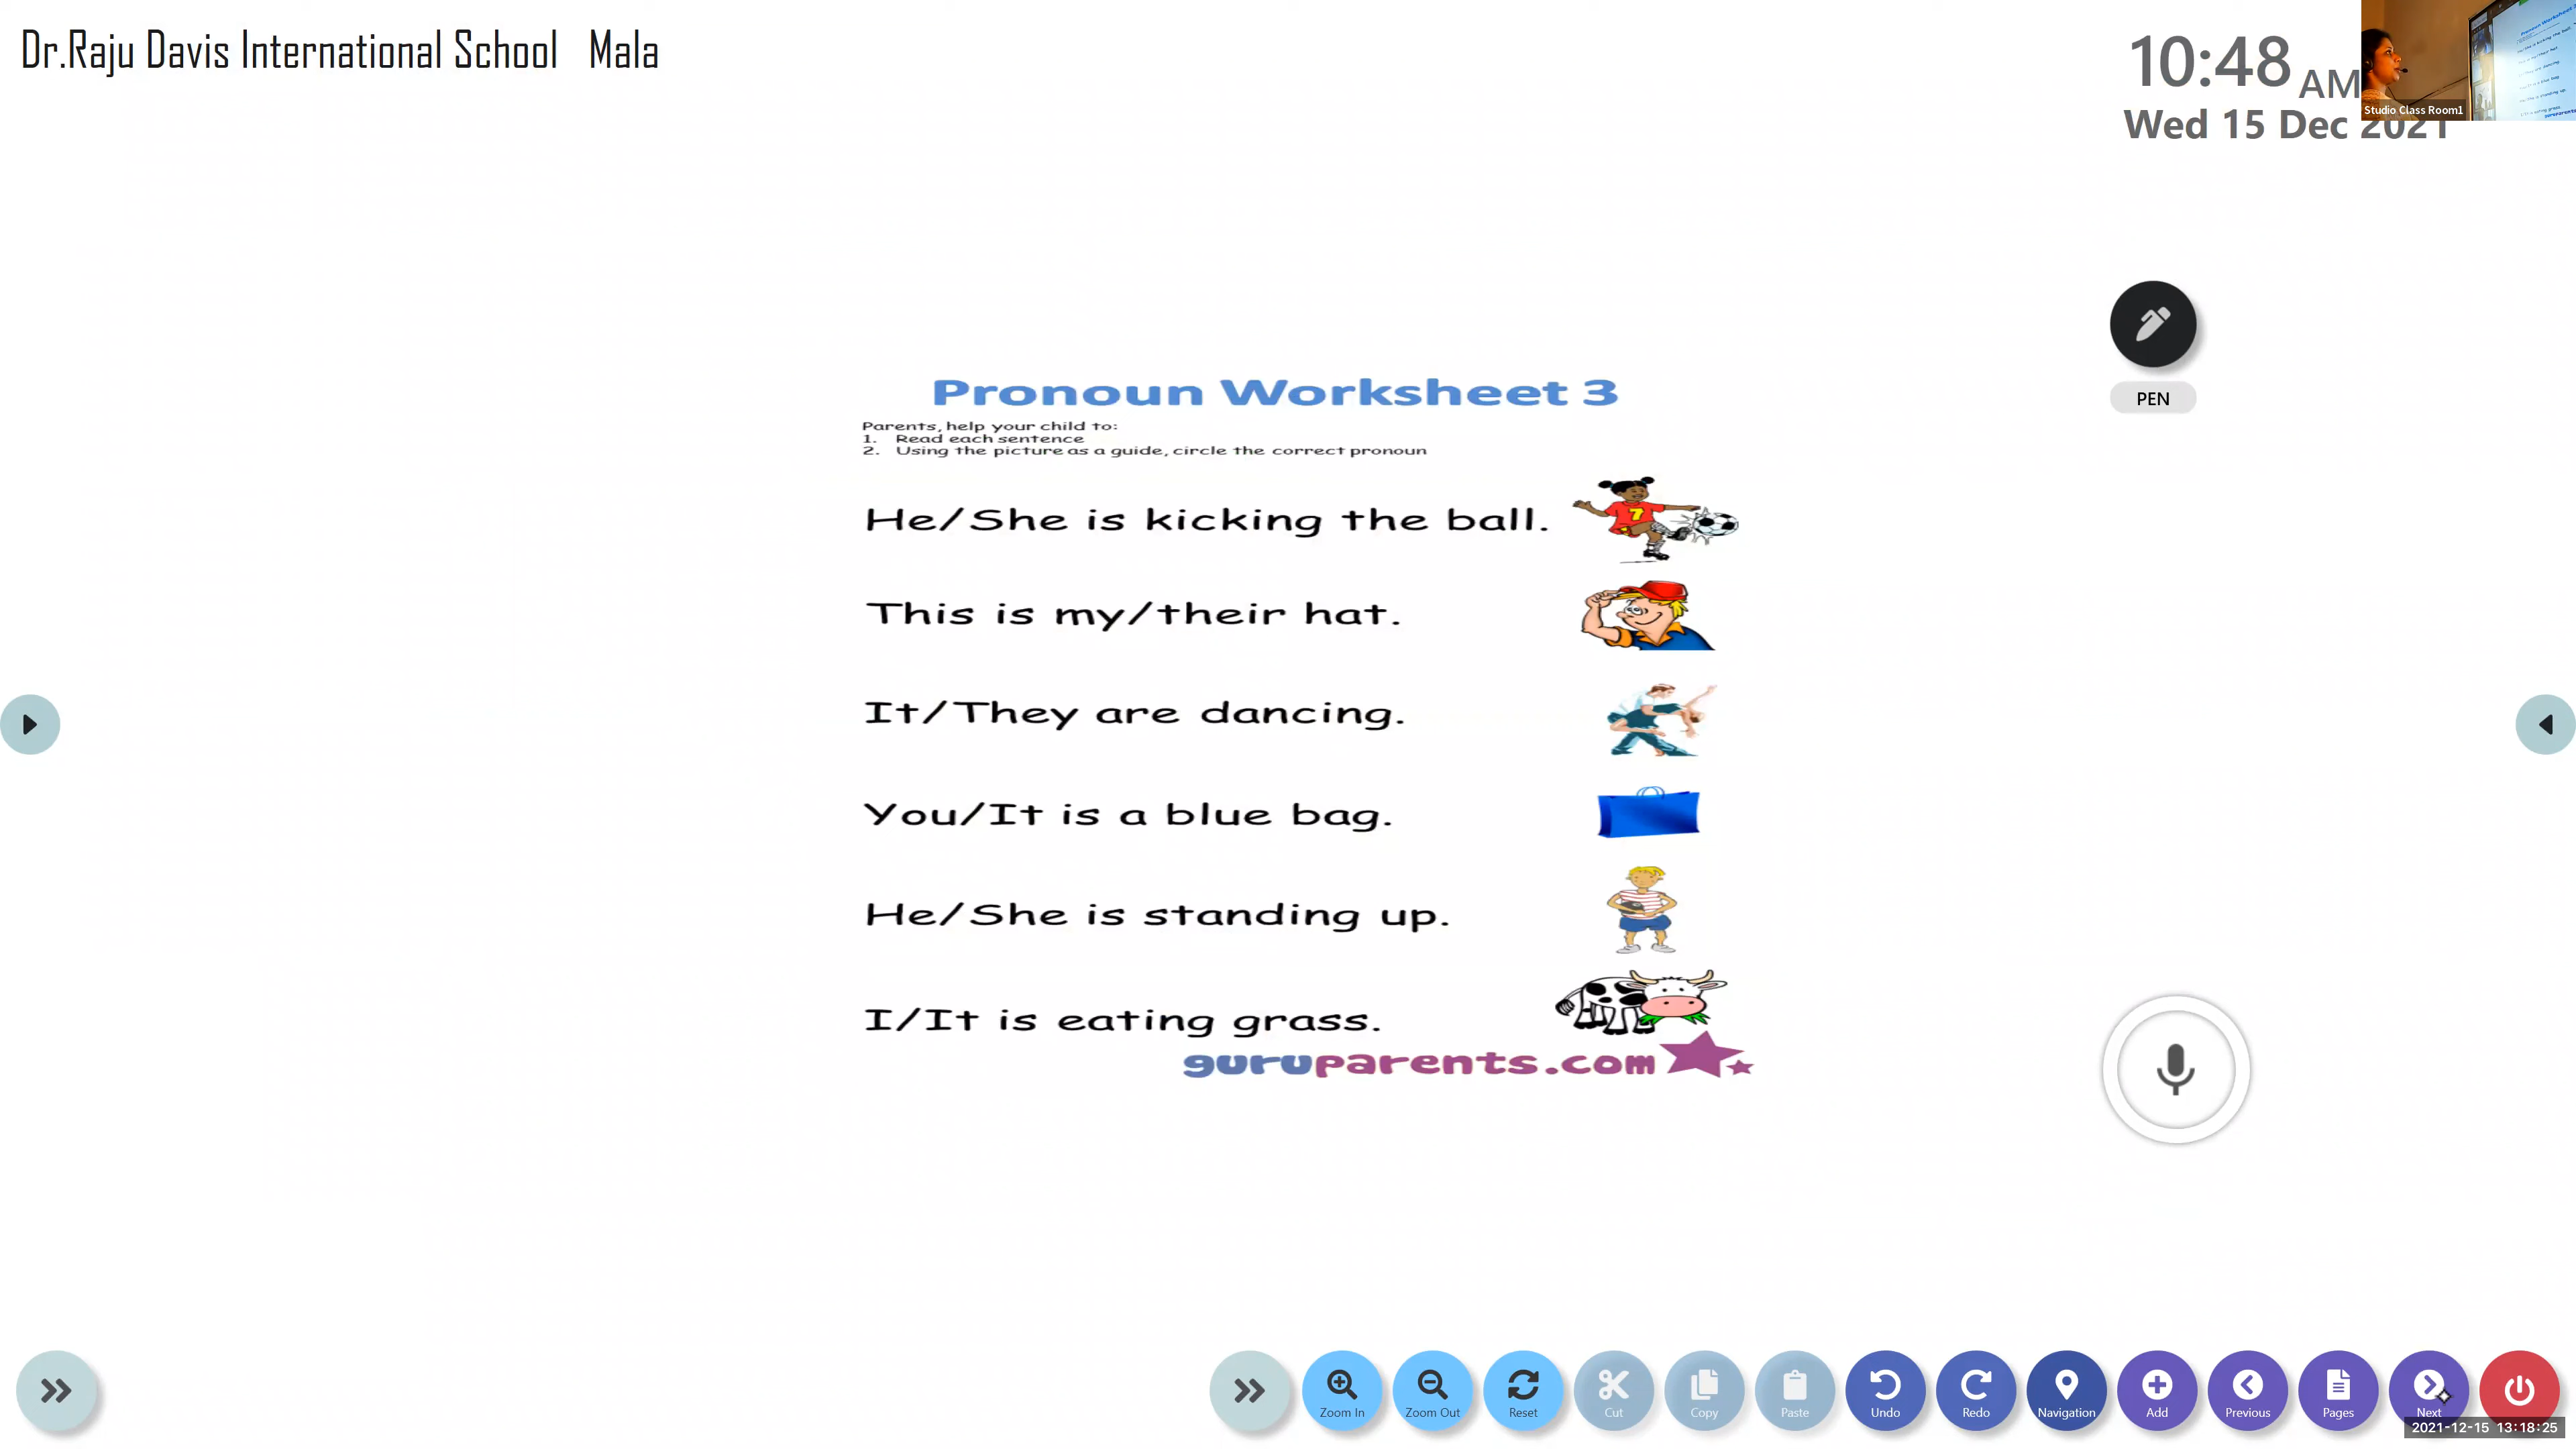 Dr.Raju Davis International School Mala
10:48 AM
Wed 15 Dec 2021
Studio Class Room1
PEN
Pronoun Worksheet 3
Parents, help your child to:
1. Read each sentence
2. Using the picture as a guide, circle the correct pronoun
He/She is kicking the ball.
7
This is my/their hat.
It/They are dancing.
You/It is a blue bag.
He/She is standing up.
I/It is eating grass.
guruparents.com
Zoom In
Zoom Out
Reset
Cut
Copy
Paste
Undo
Redo
Navigation
Add
Previous
Pages
Next
2021-12-15 13:18:25